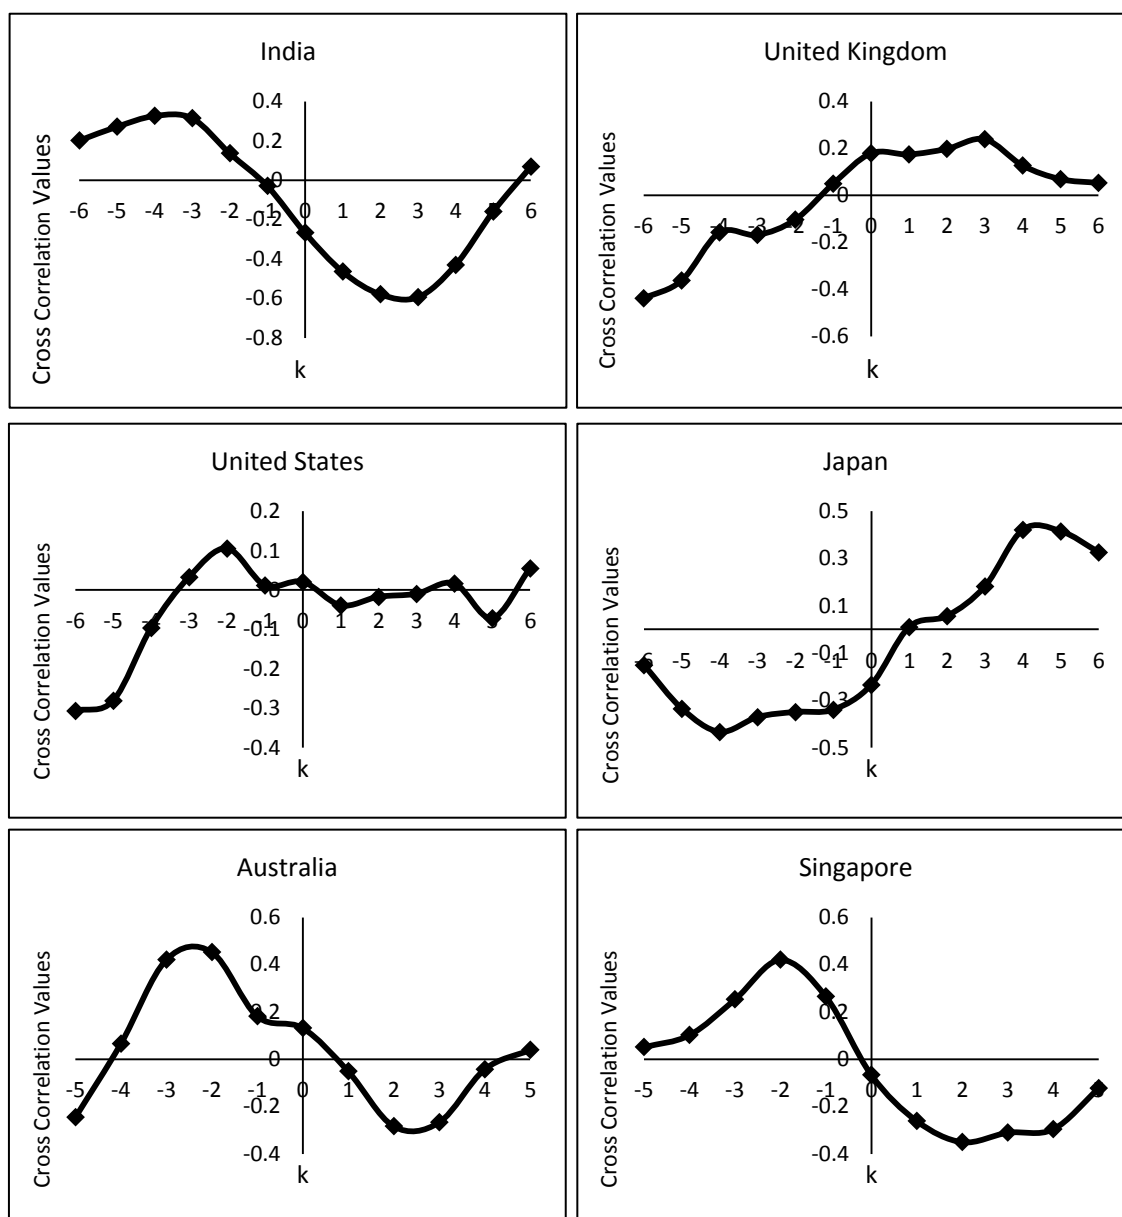 India
Cross Correlation Values
0.4
0.2
0
-0.2
-0.4
-0.6
-0.8
-6 -5 -4 -3 -2 -1 0 1 2 3 4 5 6
k
United Kingdom
Cross Correlation Values
0.4
0.2
0
-0.2
-0.4
-0.6
-6 -5 -4 -3 -2 -1 0 1 2 3 4 5 6
k
United States
Cross Correlation Values
0.2
0.1
0
-0.1
-0.2
-0.3
-0.4
-6 -5 -4 -3 -2 -1 0 1 2 3 4 5 6
k
Japan
Cross Correlation Values
0.5
0.3
0.1
-0.1
-0.3
-0.5
-6 -5 -4 -3 -2 -1 0 1 2 3 4 5 6
k
Australia
Cross Correlation Values
0.6
0.4
0.2
0
-0.2
-0.4
-5 -4 -3 -2 -1 0 1 2 3 4 5
k
Singapore
Cross Correlation Values
0.6
0.4
0.2
0
-0.2
-0.4
-5 -4 -3 -2 -1 0 1 2 3 4 5
k